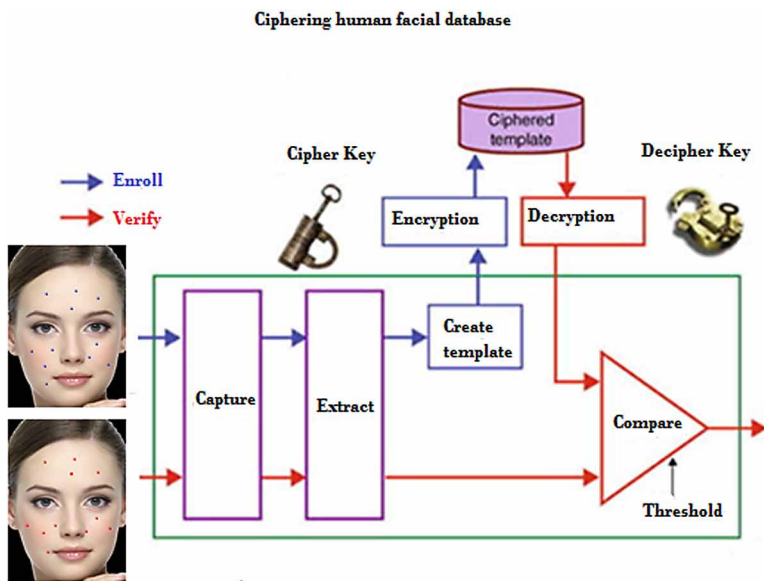 Ciphering human facial database
Ciphered
template
Cipher Key
Decipher Key
Enroll
Verify
Encryption
Decryption
Create
template
Capture
Extract
Compare
Threshold